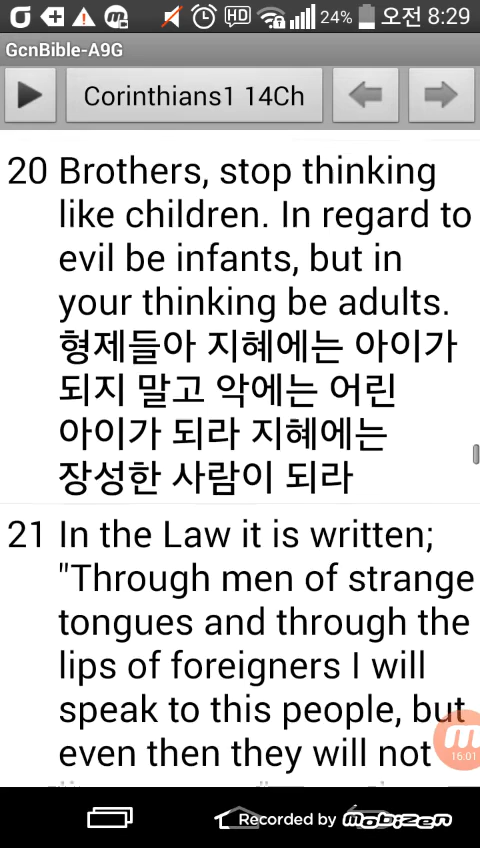 HD
24%
오전 8:29
GcnBible-A9G
Corinthians1 14Ch
20 Brothers, stop thinking
like children. In regard to
evil be infants, but in
your thinking be adults.
형제들아 지혜에는 아이가
되지 말고 악에는 어린
아이가 되라 지혜에는
장성한 사람이 되라
21 In the Law it is written;
"Through men of strange
tongues and through the
lips of foreigners I will
speak to this people, but
even then they will not
16:01
Recorded by mobizen